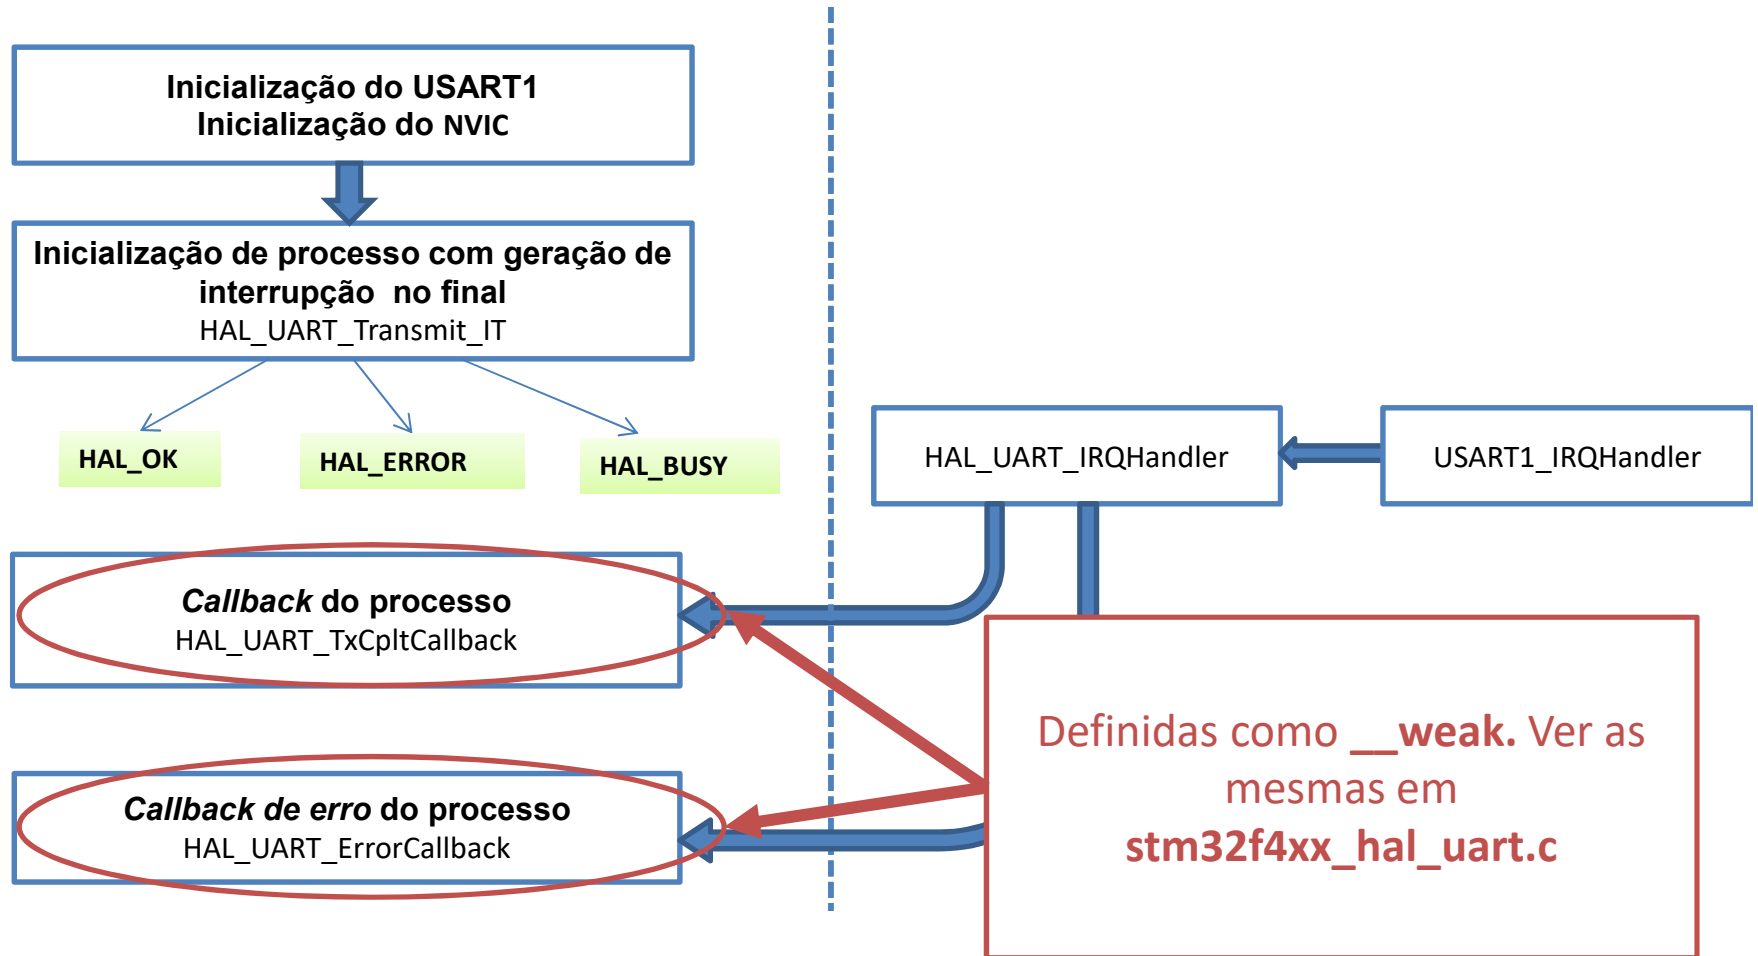 Inicialização do USART1
Inicialização do NVIC
Inicialização de processo com geração de
interrupção no final
HAL_UART_Transmit_IT
HAL_OK
HAL_ERROR
HAL_BUSY
HAL_UART_IRQHandler
USART1_IRQHandler
Callback do processo
HAL_UART_TxCpltCallback
Callback de erro do processo
HAL_UART_ErrorCallback
Definidas como __weak. Ver as
mesmas em
stm32f4xx_hal_uart.c